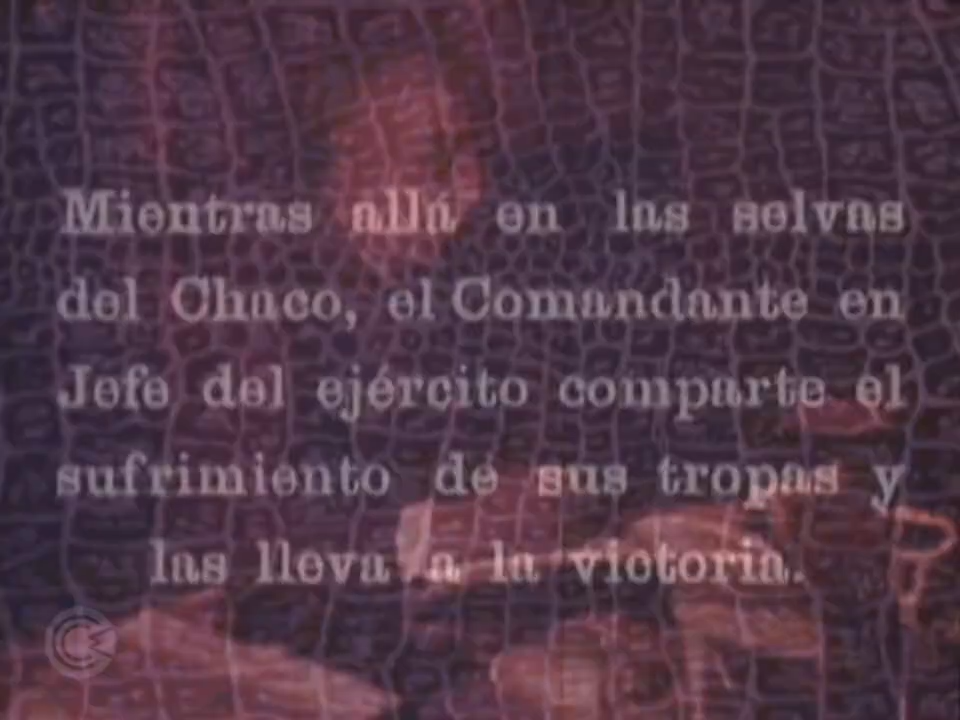 Mientras allá en las selvas
del Chaco, el Comandante en
Jefe del ejército comparte el
sufrimiento de sus tropas y
las lleva a la victoria.